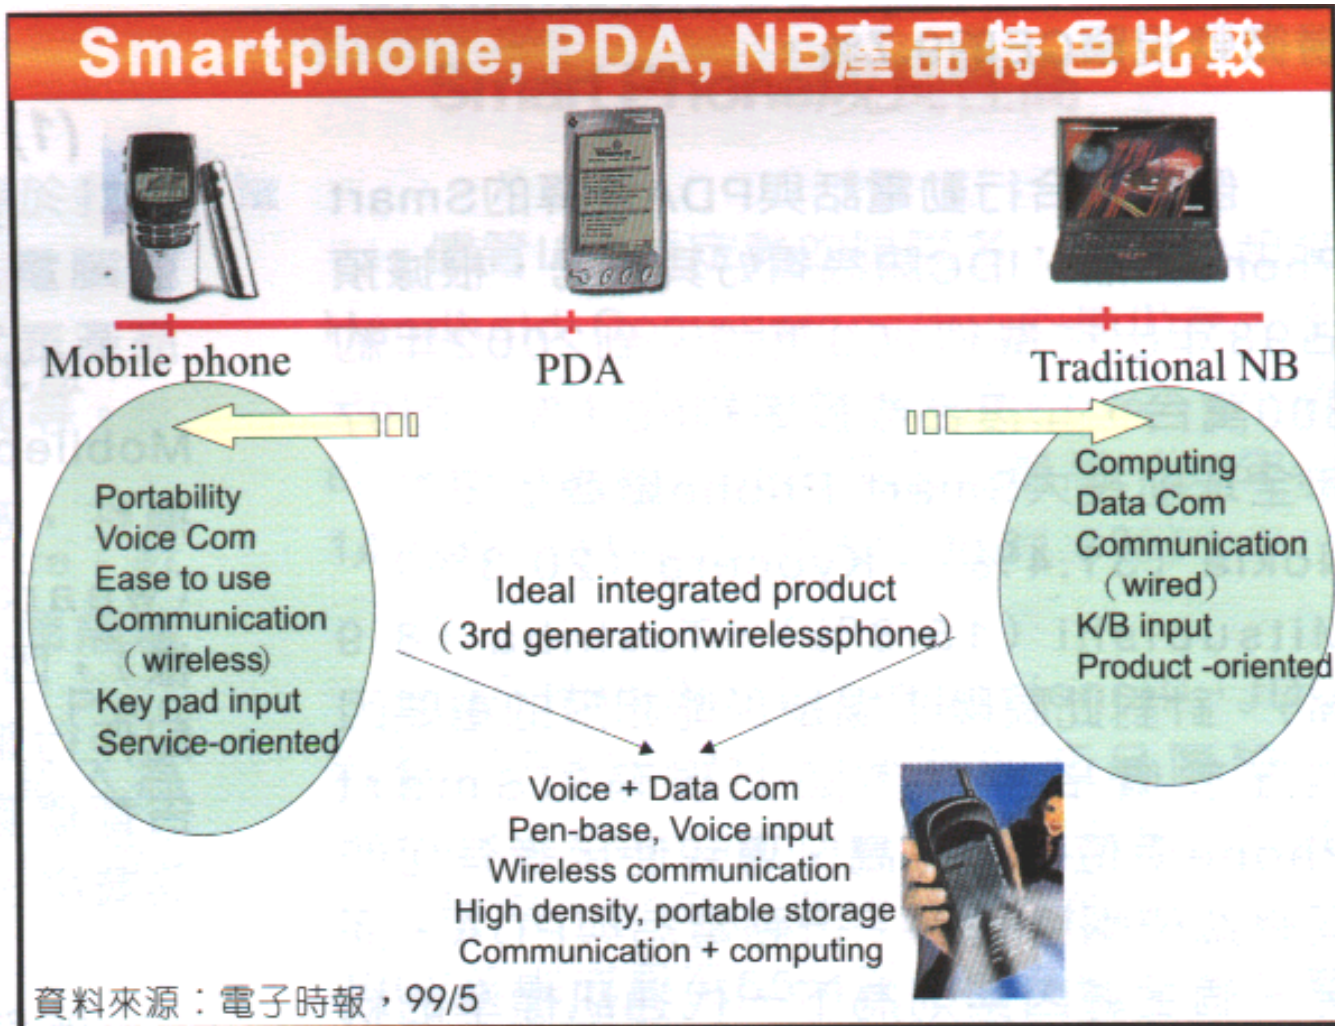 Smartphone, PDA, NB產品特色比較
Mobile phone
PDA
Traditional NB
Portability
Voice Com
Ease to use
Communication
（wireless）
Key pad input
Service-oriented
Computing
Data Com
Communication
（wired）
K/B input
Product -oriented
Ideal integrated product
（3rd generationwirelessphone）
Voice + Data Com
Pen-base, Voice input
Wireless communication
High density, portable storage
Communication + computing
資料來源：電子時報，99/5